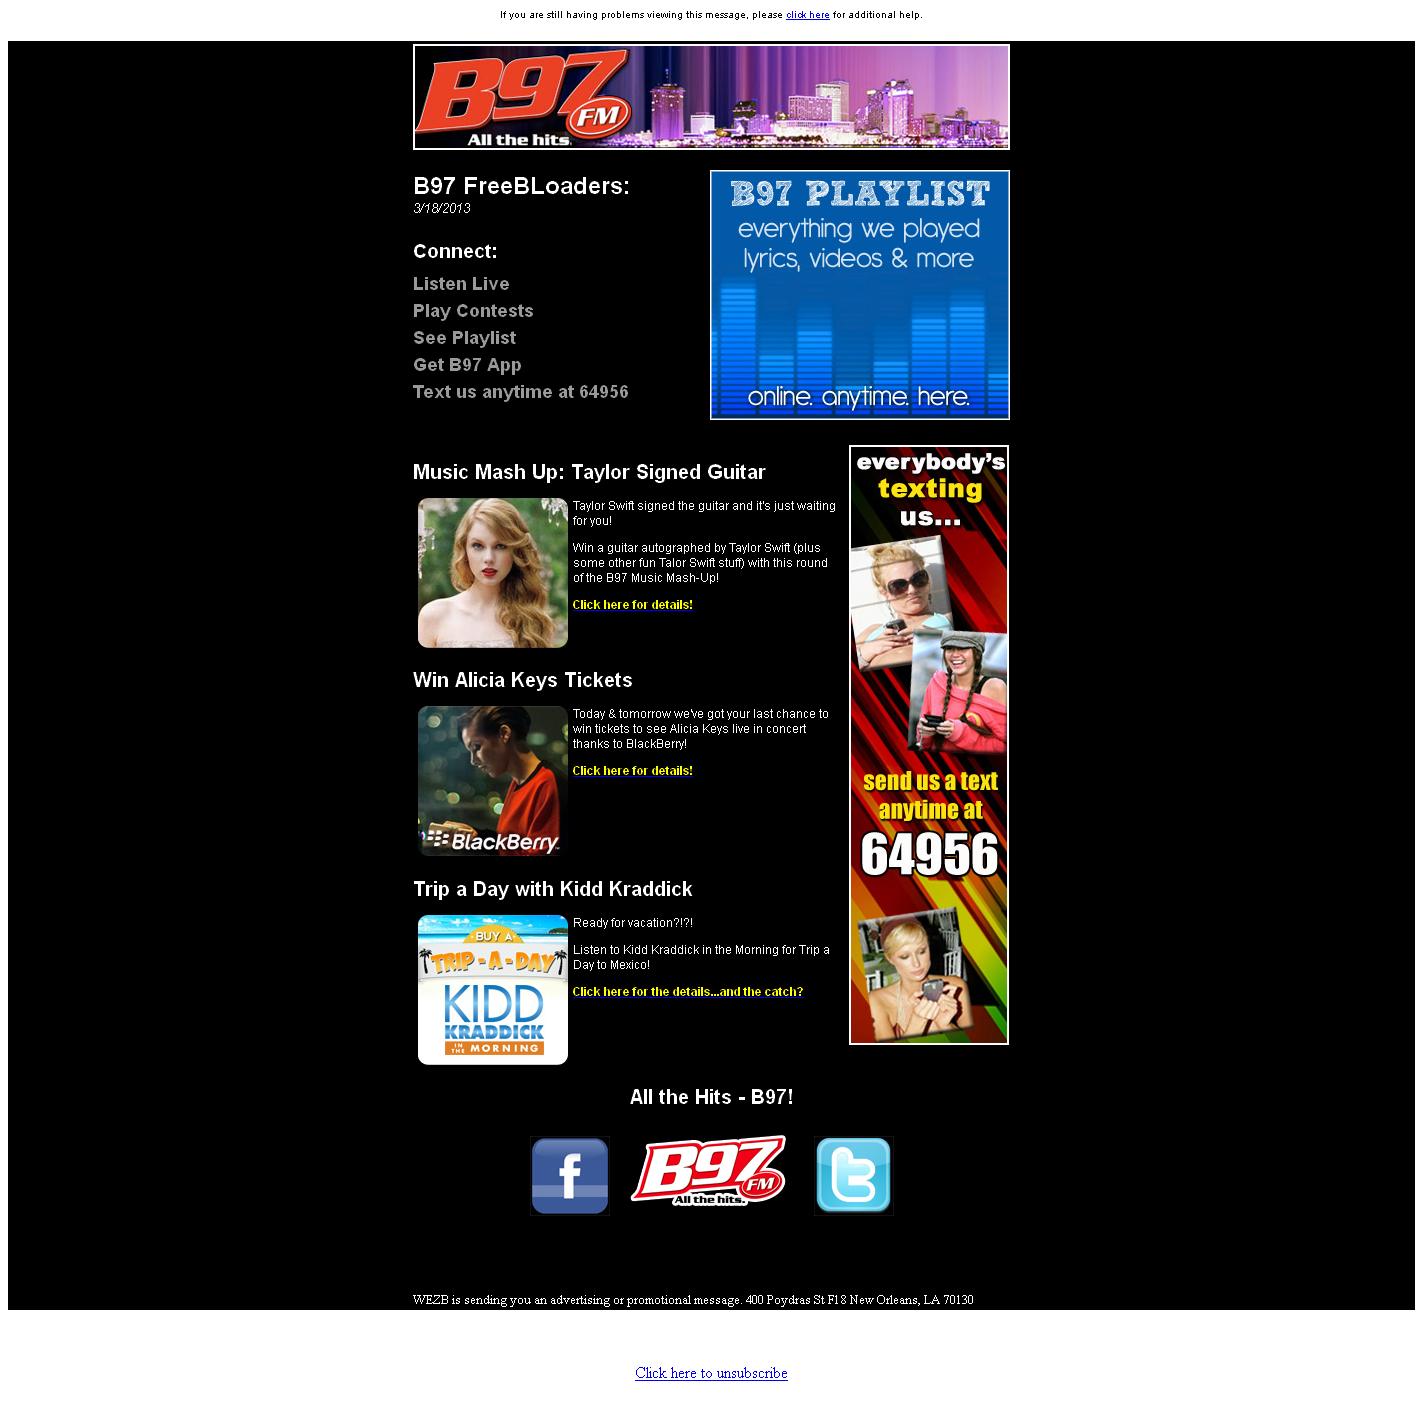 If you are still having problems viewing this message, please click here for additional help.
B97 FM
All the hits.
B97 FreeBLoaders:
3/18/2013
Connect:
Listen Live
Play Contests
See Playlist
Get B97 App
Text us anytime at 64956
B97 PLAYLIST
everything we played
lyrics, videos & more
online. anytime. here.
Music Mash Up: Taylor Signed Guitar
Taylor Swift signed the guitar and it's just waiting
for you!
Win a guitar autographed by Taylor Swift (plus
some other fun Talor Swift stuff) with this round
of the B97 Music Mash-Up!
Click here for details!
Win Alicia Keys Tickets
Today & tomorrow we've got your last chance to
win tickets to see Alicia Keys live in concert
thanks to BlackBerry!
Click here for details!
BlackBerry
Trip a Day with Kidd Kraddick
BUY A
TRIP-A-DAY
KIDD
KRADDICK
IN THE MORNING
Ready for vacation?!?!
Listen to Kidd Kraddick in the Morning for Trip a
Day to Mexico!
Click here for the details...and the catch?
everybody's
texting
us...
send us a text
anytime at
64956
All the Hits - B97!
f
B97 FM
All the hits.
t
WEZB is sending you an advertising or promotional message. 400 Poydras St Fl 8 New Orleans, LA 70130
Click here to unsubscribe